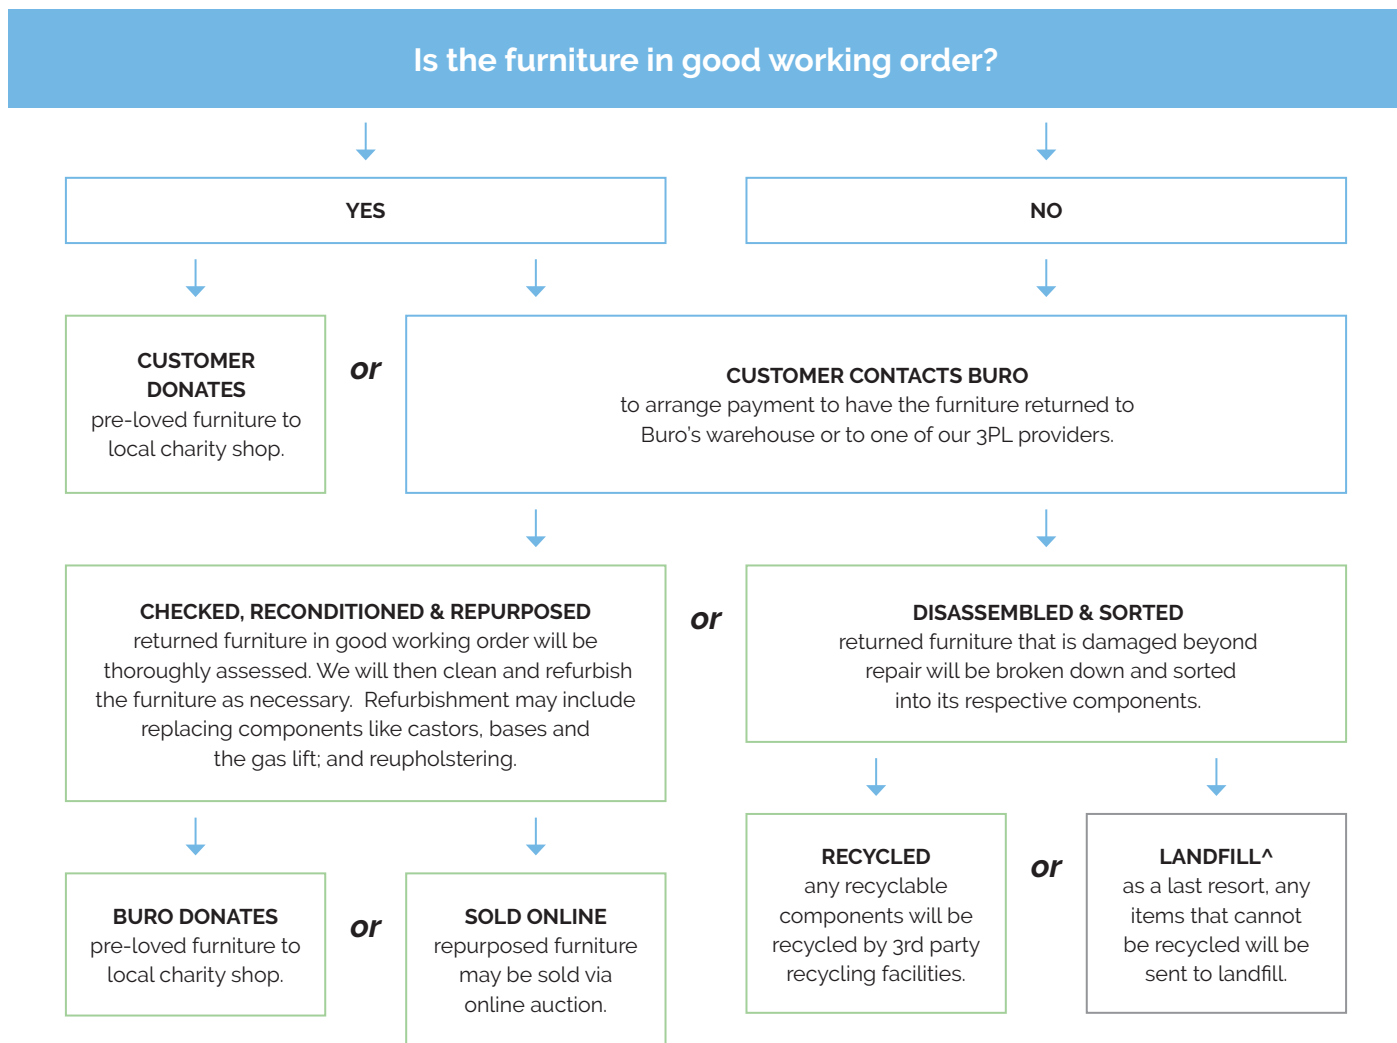 Is the furniture in good working order?
YES
NO
CUSTOMER
DONATES
pre-loved furniture to
local charity shop.
or
CUSTOMER CONTACTS BURO
to arrange payment to have the furniture returned to
Buro's warehouse or to one of our 3PL providers.
CHECKED, RECONDITIONED & REPURPOSED
returned furniture in good working order will be
thoroughly assessed. We will then clean and refurbish
the furniture as necessary.  Refurbishment may include
replacing components like castors, bases and
the gas lift; and reupholstering.
or
DISASSEMBLED & SORTED
returned furniture that is damaged beyond
repair will be broken down and sorted
into its respective components.
BURO DONATES
pre-loved furniture to
local charity shop.
or
SOLD ONLINE
repurposed furniture
may be sold via
online auction.
RECYCLED
any recyclable
components will be
recycled by 3rd party
recycling facilities.
or
LANDFILL^
as a last resort, any
items that cannot
be recycled will be
sent to landfill.